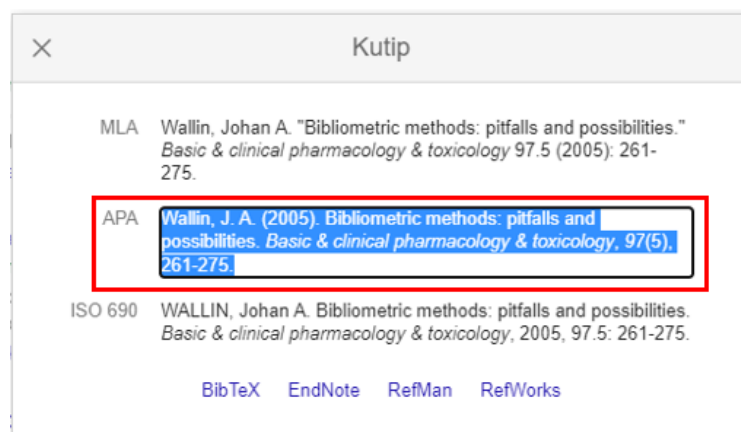 Kutip
MLA Wallin, Johan A. "Bibliometric methods: pitfalls and possibilities."
Basic & clinical pharmacology & toxicology 97.5 (2005): 261-
275.
APA Wallin, J. A. (2005). Bibliometric methods: pitfalls and
possibilities. Basic & clinical pharmacology & toxicology, 97(5),
261-275.
ISO 690 WALLIN, Johan A. Bibliometric methods: pitfalls and possibilities.
Basic & clinical pharmacology & toxicology, 2005, 97.5: 261-275.
BibTeX EndNote RefMan RefWorks